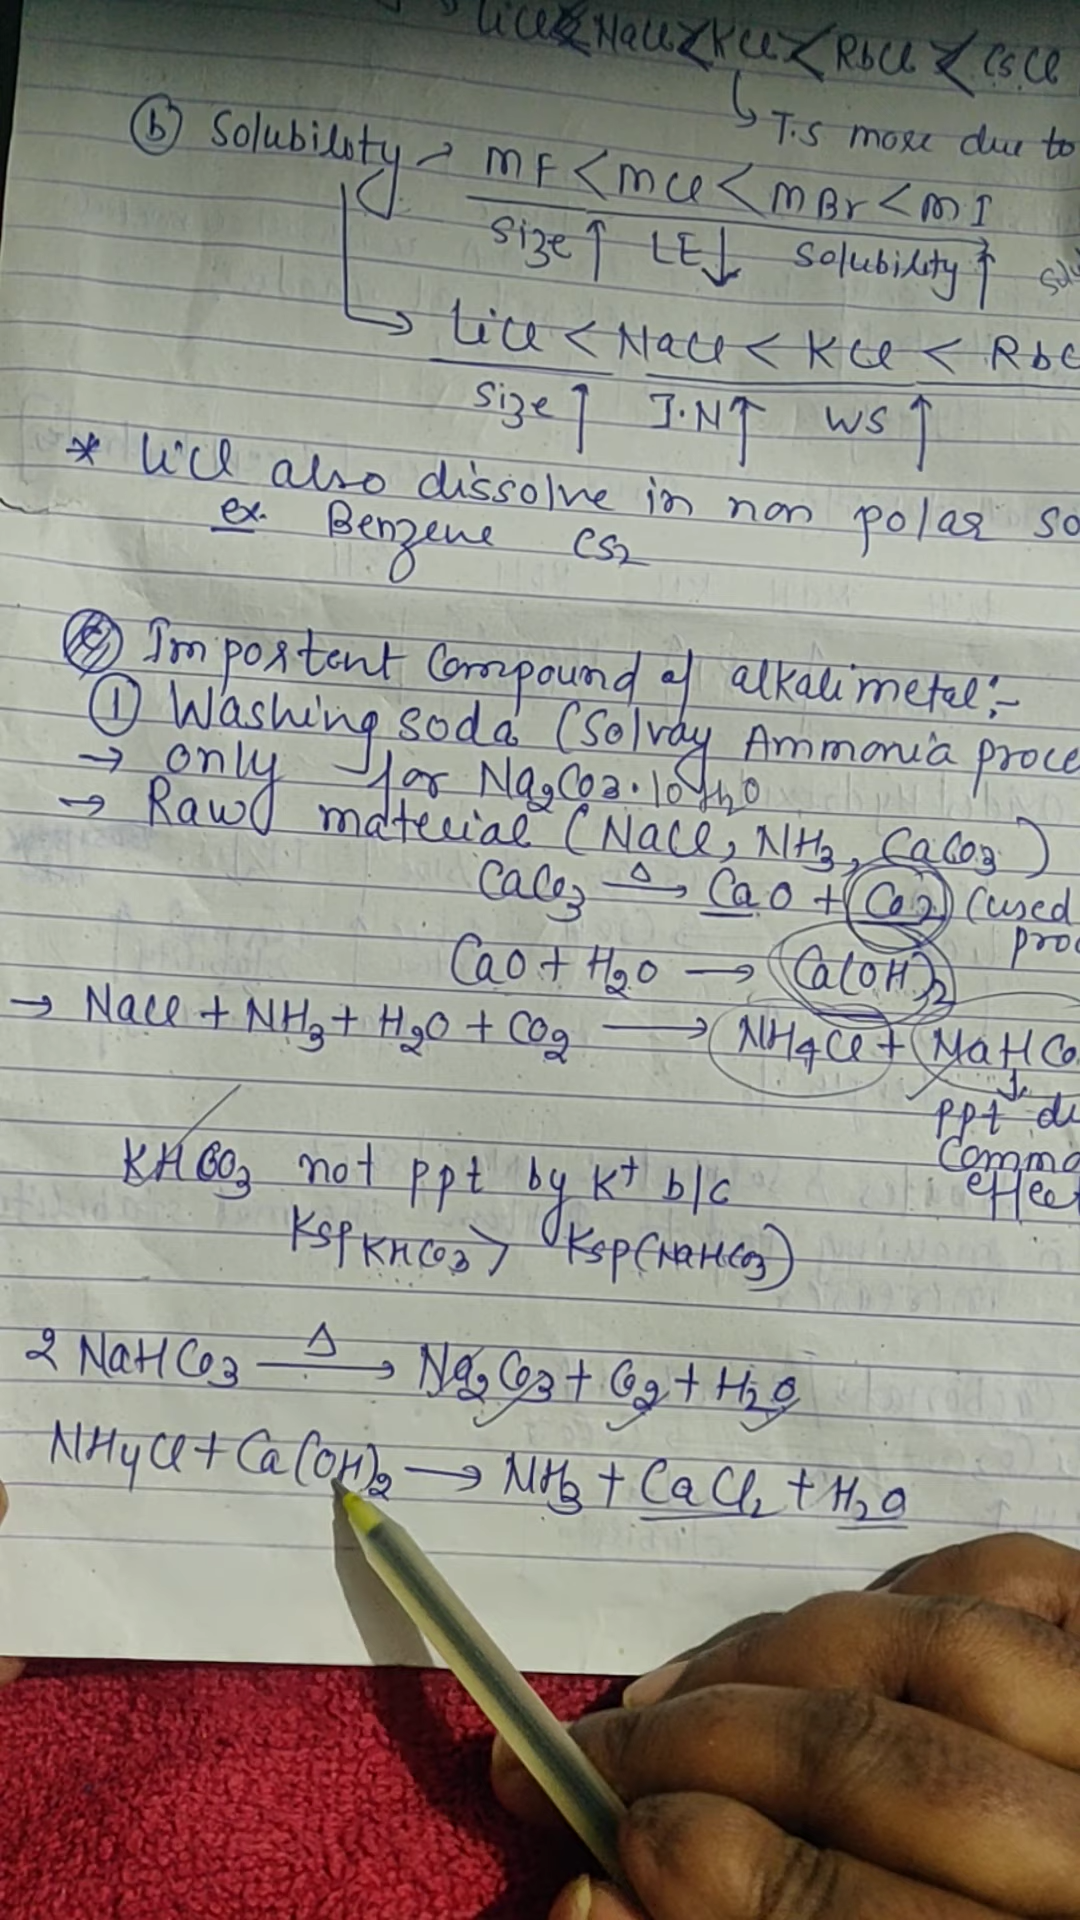 LiCl < NaCl < KCl < RbCl < CsCl
↳ T.S more due to
(b) Solubility → MF < MCl < MBr < MI
Size ↑ LE ↓ Solubility ↑
→ LiCl < NaCl < KCl < RbC
Size ↑ I.N ↑ WS ↑
* LiCl also dissolve in non polar so
ex. Benzene CS2
Important Compound of alkali metal :-
① Washing soda (Solvay Ammonia proce
→ only for Na2CO3.10H2O
→ Raw material (NaCl, NH3, CaCO3)
CaCO3 —Δ→ CaO + CO2 (used
proc
CaO + H2O → Ca(OH)2
→ NaCl + NH3 + H2O + CO2 → NH4Cl + NaHCO
↓
ppt du
Commo
effect
KHCO3 not ppt by K+ b/c
Ksp KHCO3 > Ksp(NaHCO3)
2 NaHCO3 —Δ→ Na2CO3 + CO2 + H2O
NH4Cl + Ca(OH)2 → NH3 + CaCl2 + H2O